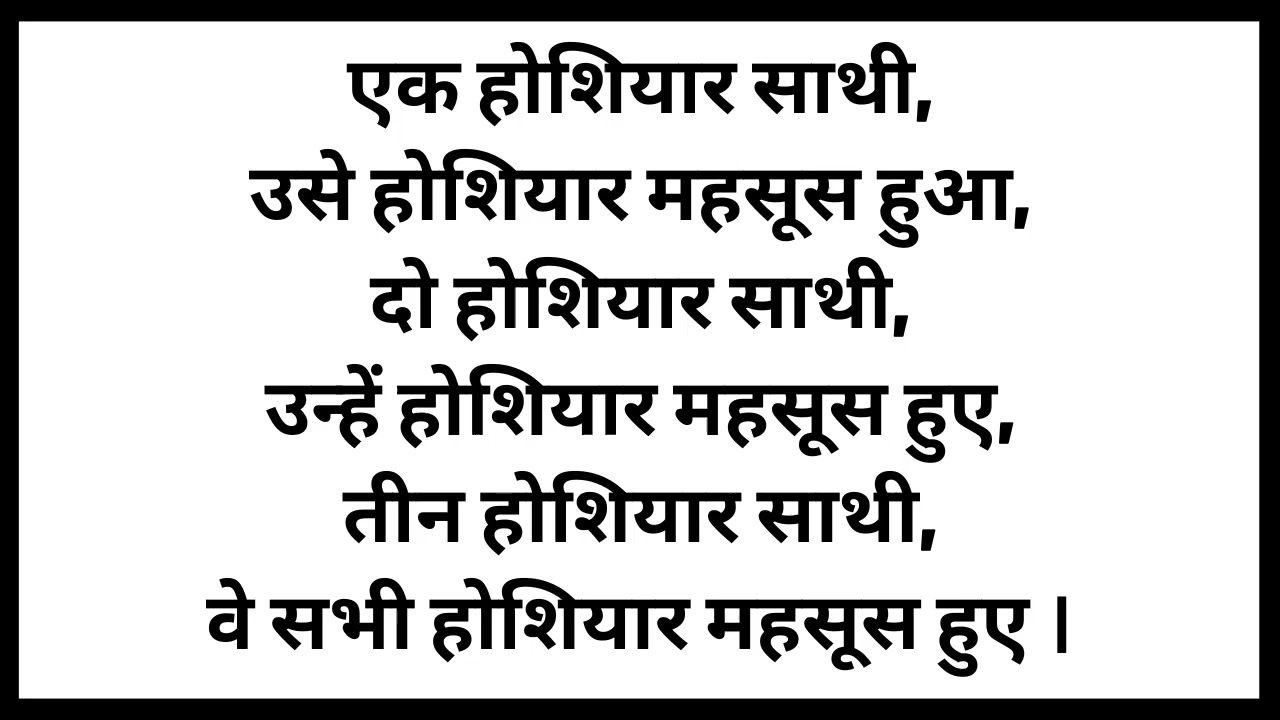 एक होशियार साथी,
उसे होशियार महसूस हुआ,
दो होशियार साथी,
उन्हें होशियार महसूस हुए,
तीन होशियार साथी,
वे सभी होशियार महसूस हुए ।